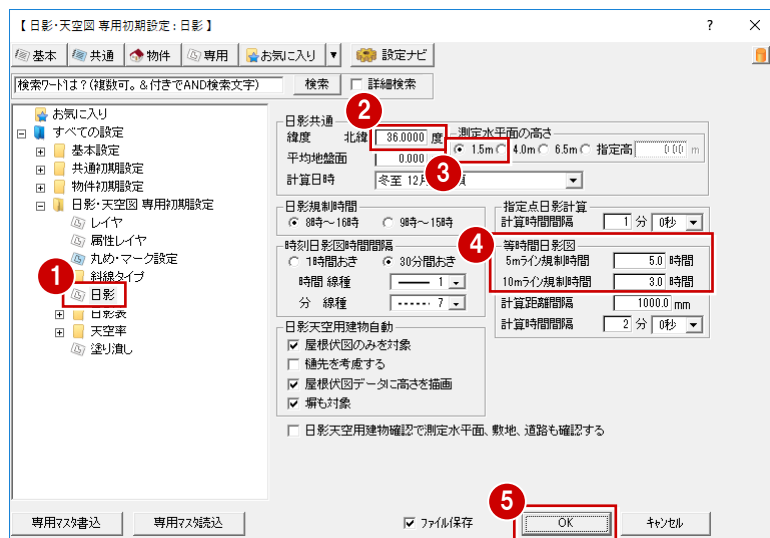 【 日影・天空図 専用初期設定 : 日影 】
基本 共通 物件 専用 お気に入り 設定ナビ
検索ワードは？(複数可。＆付きでAND検索文字) 検索 詳細検索
お気に入り
すべての設定
基本設定
共通初期設定
物件初期設定
日影・天空図 専用初期設定
レイヤ
属性レイヤ
丸め・マーク設定
斜線タイプ
1
日影
日影表
天空率
塗り潰し
日影共通
2
緯度 北緯 36.0000 度
平均地盤面 0.000
計算日時 冬至 12月
測定水平面の高さ
1.5m 4.0m 6.5m 指定高 0.00 m
3
日影規制時間
8時～16時 9時～15時
指定点日影計算
計算時間間隔 1 分 0秒
時刻日影図時間間隔
1時間おき 30分間おき
時間 線種 1
分 線種 7
4
等時間日影図
5mライン規制時間 5.0 時間
10mライン規制時間 3.0 時間
計算距離間隔 1000.0 mm
計算時間間隔 2 分 0秒
日影天空用建物自動
屋根伏図のみを対象
樋先を考慮する
屋根伏図データに高さを描画
塀も対象
日影天空用建物確認で測定水平面、敷地、道路も確認する
5
専用マスタ書込 専用マスタ読込 ファイル保存 OK キャンセル